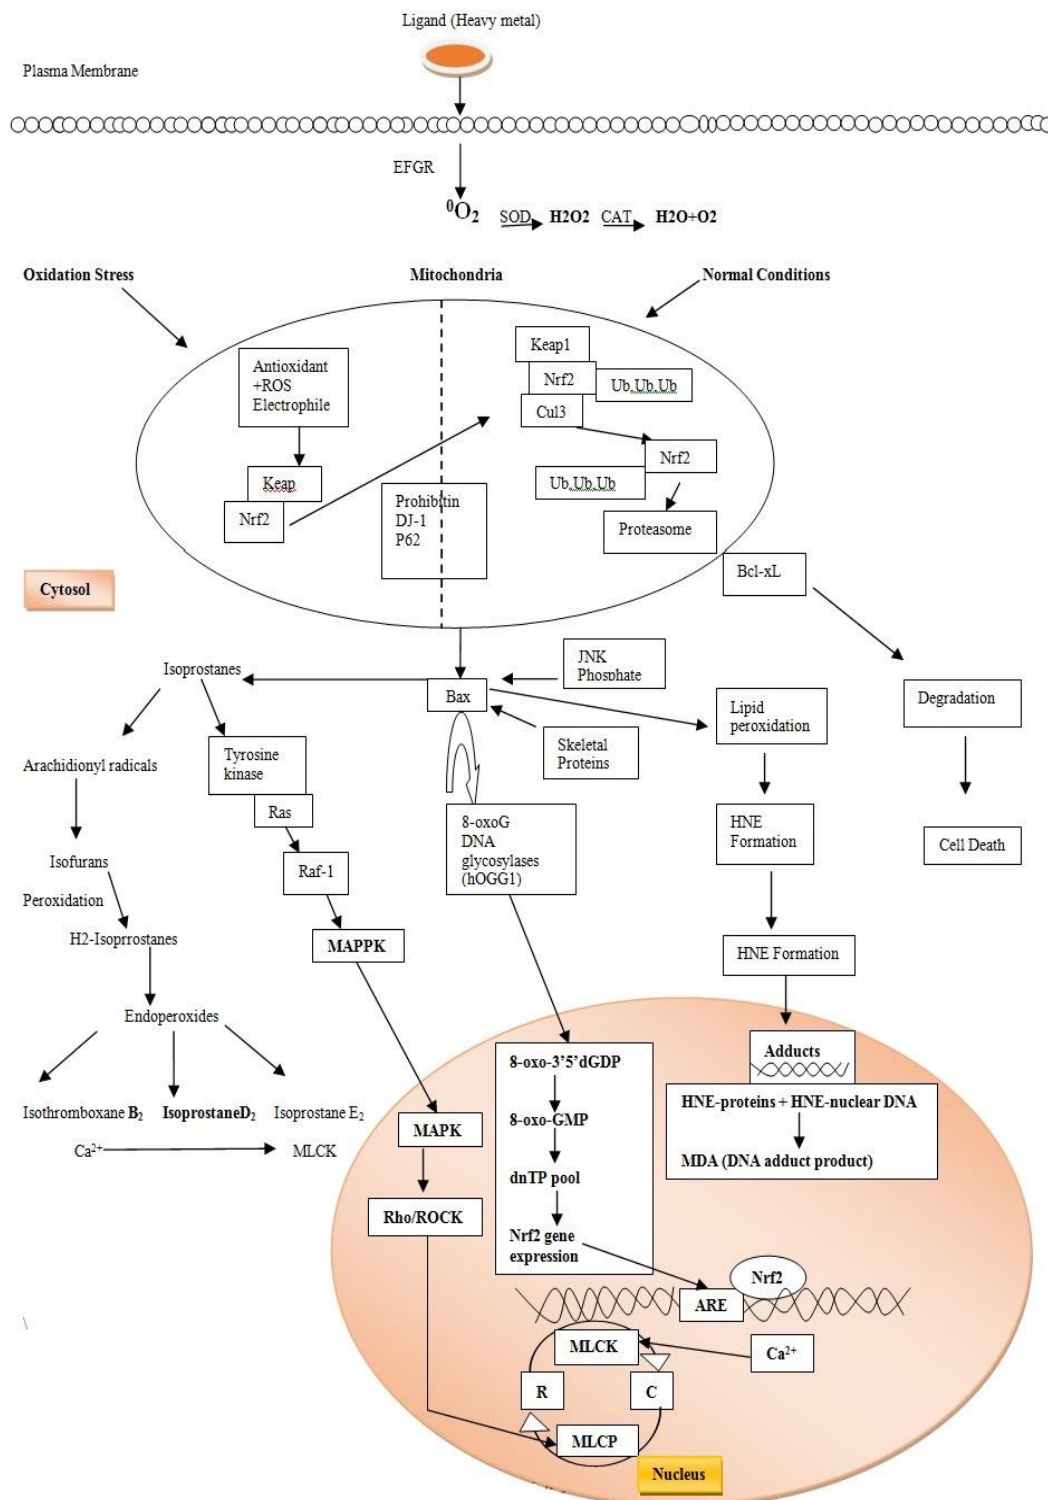 Ligand (Heavy metal)
Plasma Membrane
EFGR
⁰O₂ SOD H2O2 CAT H2O+O2
Oxidation Stress
Mitochondria
Normal Conditions
Antioxidant
+ROS
Electrophile
Keap
Nrf2
Keap1
Nrf2
Ub,Ub,Ub
Cul3
Nrf2
Ub,Ub,Ub
Proteasome
Prohibitin
DJ-1
P62
Cytosol
Bcl-xL
Degradation
Cell Death
JNK
Phosphate
Bax
Skeletal
Proteins
Isoprostanes
Arachidionyl radicals
Isofurans
Peroxidation
H2-Isoprrostanes
Endoperoxides
Isothromboxane B₂
IsoprostaneD₂
Isoprostane E₂
Ca²⁺
MLCK
Tyrosine
kinase
Ras
Raf-1
MAPPK
MAPK
Rho/ROCK
8-oxoG
DNA
glycosylases
(hOGG1)
Lipid
peroxidation
HNE
Formation
HNE Formation
8-oxo-3’5’dGDP
8-oxo-GMP
dnTP pool
Nrf2 gene
expression
Adducts
HNE-proteins + HNE-nuclear DNA
MDA (DNA adduct product)
Nrf2
ARE
MLCK
Ca²⁺
R
C
MLCP
Nucleus
\